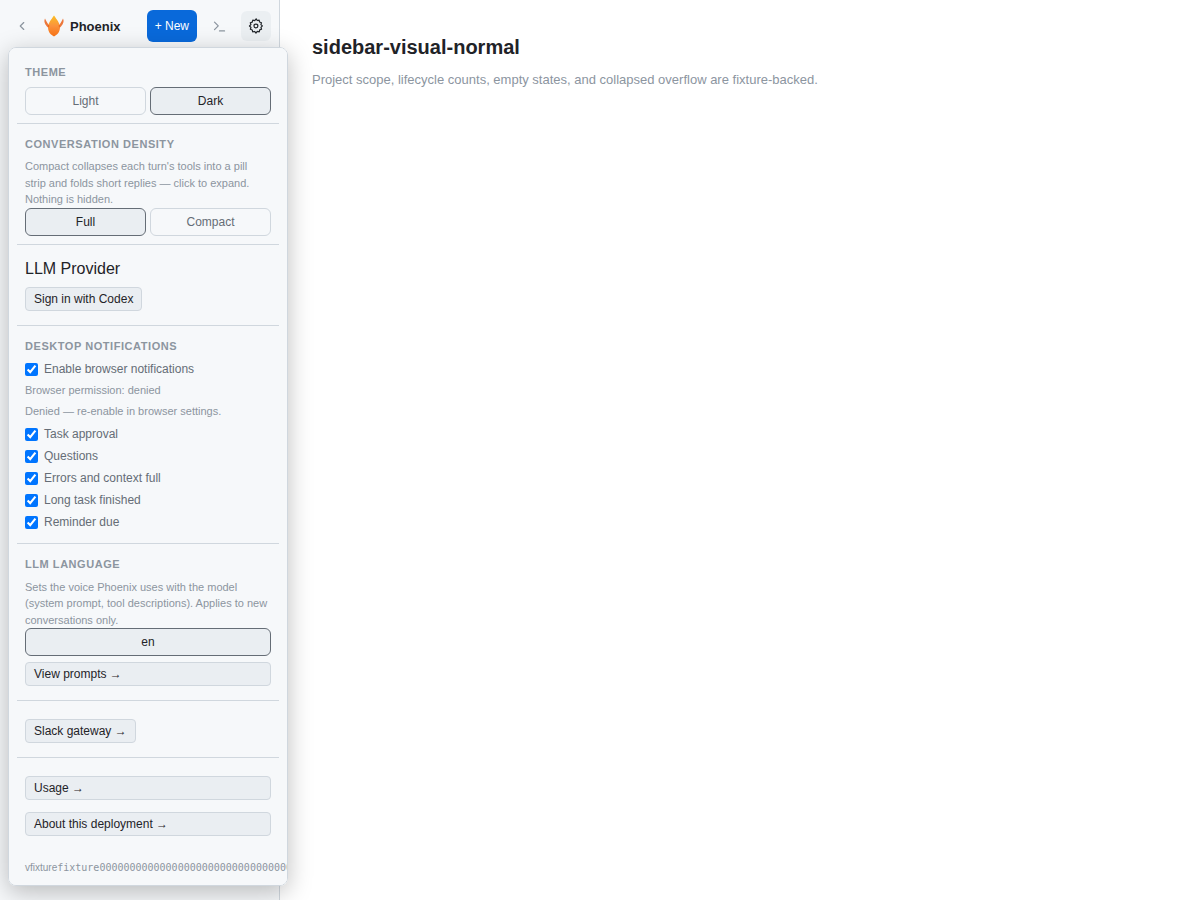 Phoenix
+ New
sidebar-visual-normal
Project scope, lifecycle counts, empty states, and collapsed overflow are fixture-backed.
THEME
Light
Dark
CONVERSATION DENSITY
Compact collapses each turn's tools into a pill
strip and folds short replies — click to expand.
Nothing is hidden.
Full
Compact
LLM Provider
Sign in with Codex
DESKTOP NOTIFICATIONS
Enable browser notifications
Browser permission: denied
Denied — re-enable in browser settings.
Task approval
Questions
Errors and context full
Long task finished
Reminder due
LLM LANGUAGE
Sets the voice Phoenix uses with the model
(system prompt, tool descriptions). Applies to new
conversations only.
en
View prompts →
Slack gateway →
Usage →
About this deployment →